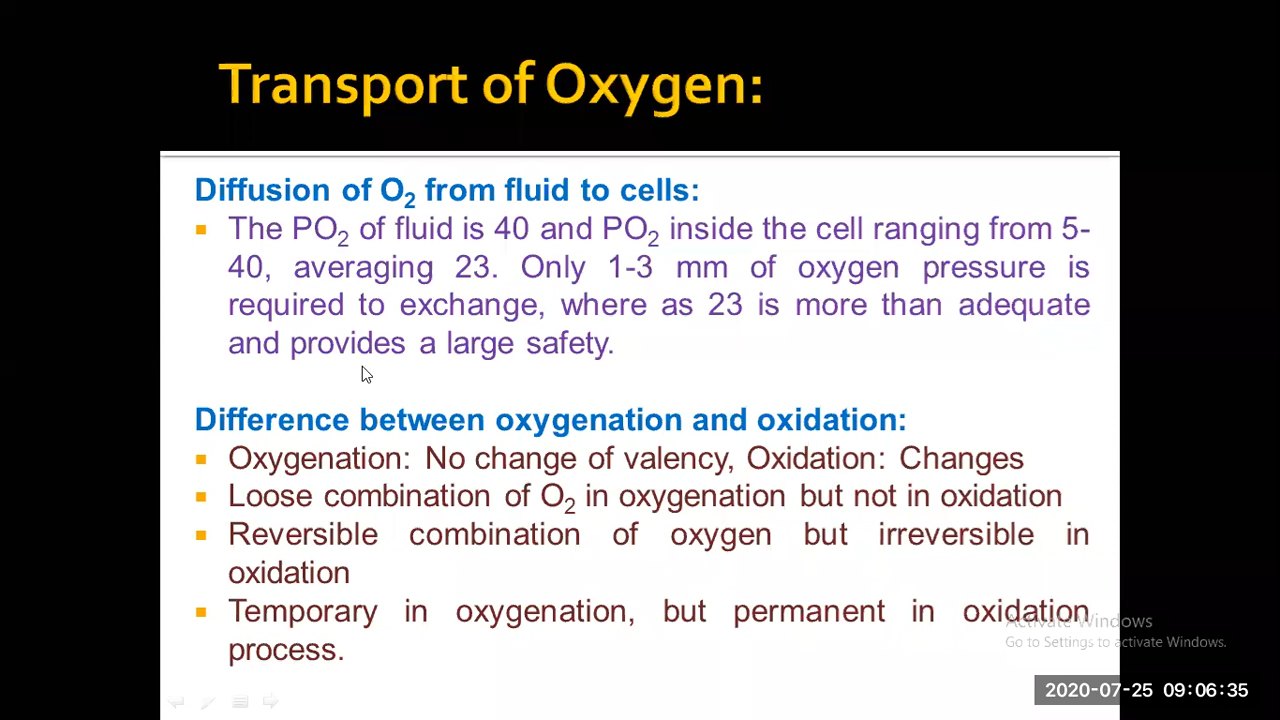 Transport of Oxygen:
Diffusion of O2 from fluid to cells:
▪ The PO2 of fluid is 40 and PO2 inside the cell ranging from 5-
40, averaging 23. Only 1-3 mm of oxygen pressure is
required to exchange, where as 23 is more than adequate
and provides a large safety.
Difference between oxygenation and oxidation:
▪ Oxygenation: No change of valency, Oxidation: Changes
▪ Loose combination of O2 in oxygenation but not in oxidation
▪ Reversible combination of oxygen but irreversible in
oxidation
▪ Temporary in oxygenation, but permanent in oxidation
process.
Activate Windows
Go to Settings to activate Windows.
2020-07-25 09:06:35